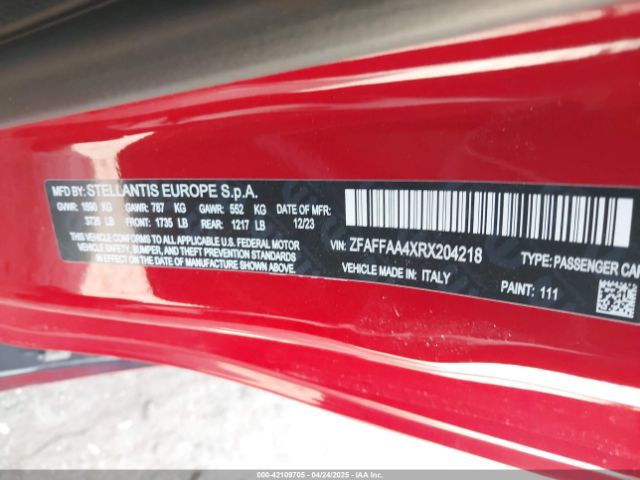 MFD BY: STELLANTIS EUROPE S.p.A.
GVWR: 1690 KG GAWR: 787 KG GAWR: 552 KG DATE OF MFR:
3726 LB FRONT: 1735 LB REAR: 1217 LB 12/23
THIS VEHICLE CONFORMS TO ALL APPLICABLE U.S. FEDERAL MOTOR
VEHICLE SAFETY, BUMPER, AND THEFT PREVENTION STANDARDS
IN EFFECT ON THE DATE OF MANUFACTURE SHOWN ABOVE.
VIN: ZFAFFAA4XRX204218
TYPE: PASSENGER CAR
VEHICLE MADE IN: ITALY
PAINT: 111
000-42109705 - 04/24/2025 - IAA Inc.